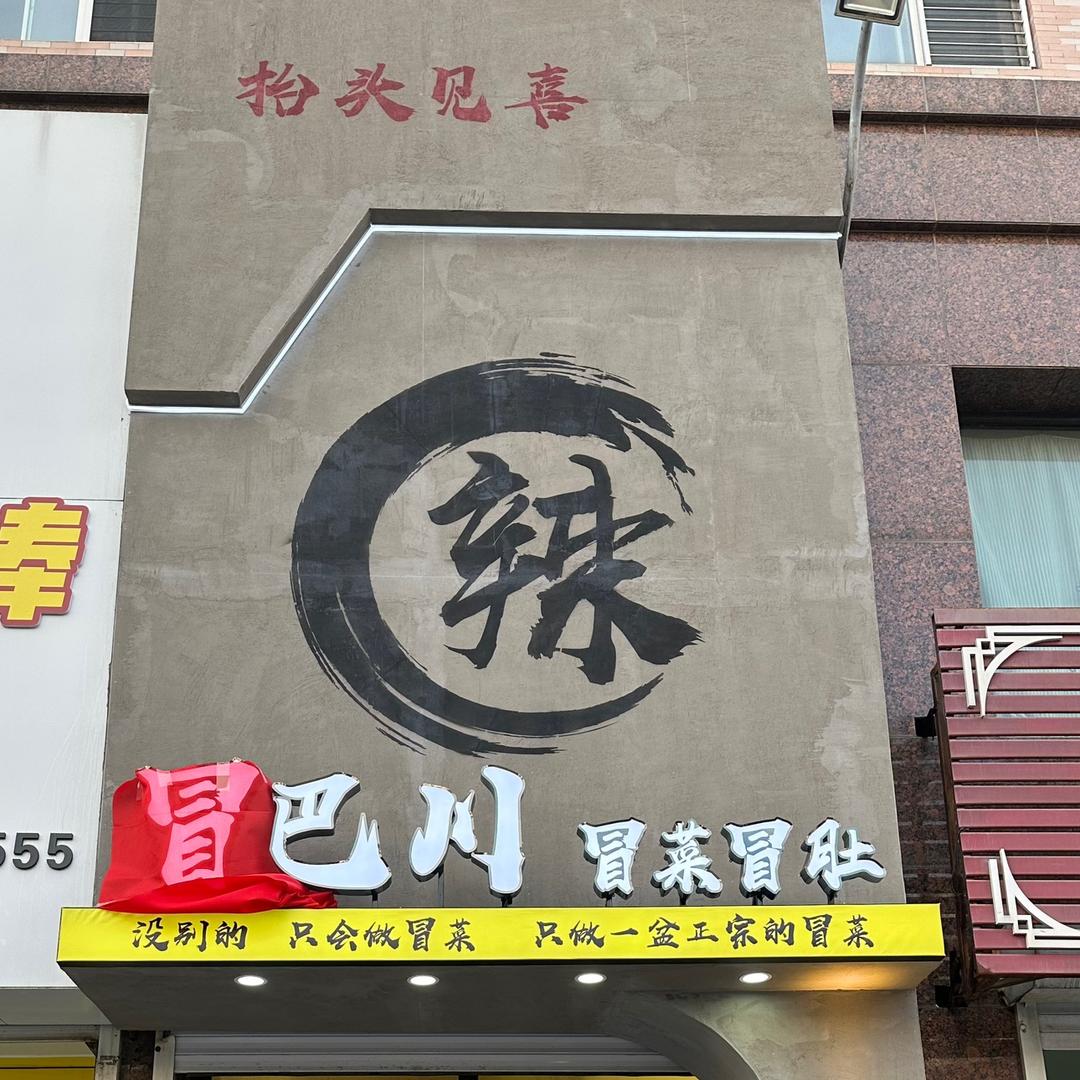 抬头见喜
辣
冒巴川 冒菜冒肚
没别的 只会做冒菜 只做一盆正宗的冒菜
555